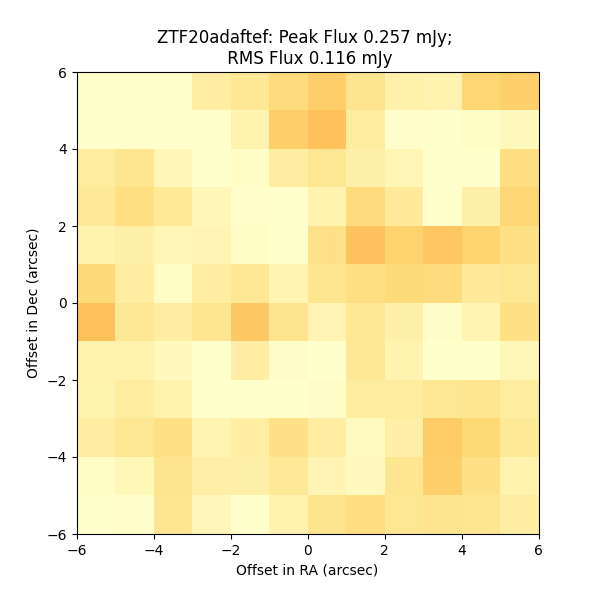 ZTF20adaftef: Peak Flux 0.257 mJy;
RMS Flux 0.116 mJy
6
4
2
0
−2
−4
−6
Offset in Dec (arcsec)
−6 −4 −2 0 2 4 6
Offset in RA (arcsec)